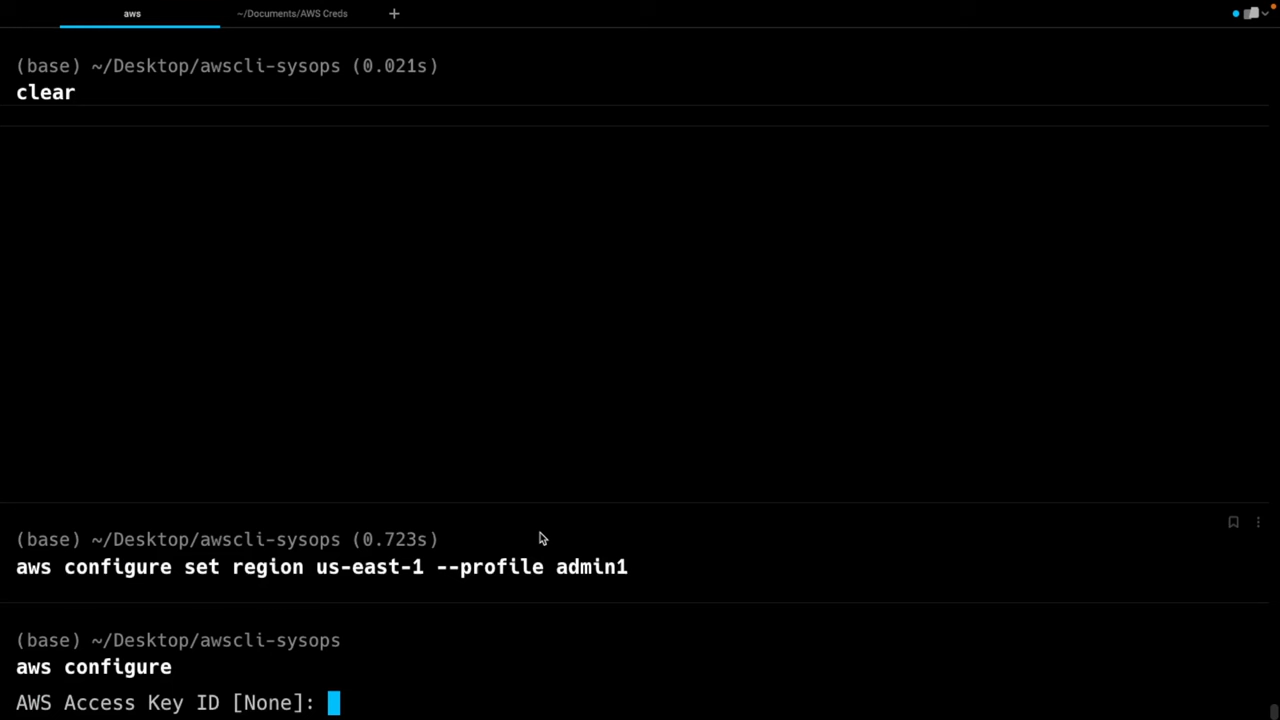 aws ~/Documents/AWS Creds +
(base) ~/Desktop/awscli-sysops (0.021s)
clear
(base) ~/Desktop/awscli-sysops (0.723s)
aws configure set region us-east-1 --profile admin1
(base) ~/Desktop/awscli-sysops
aws configure
AWS Access Key ID [None]: